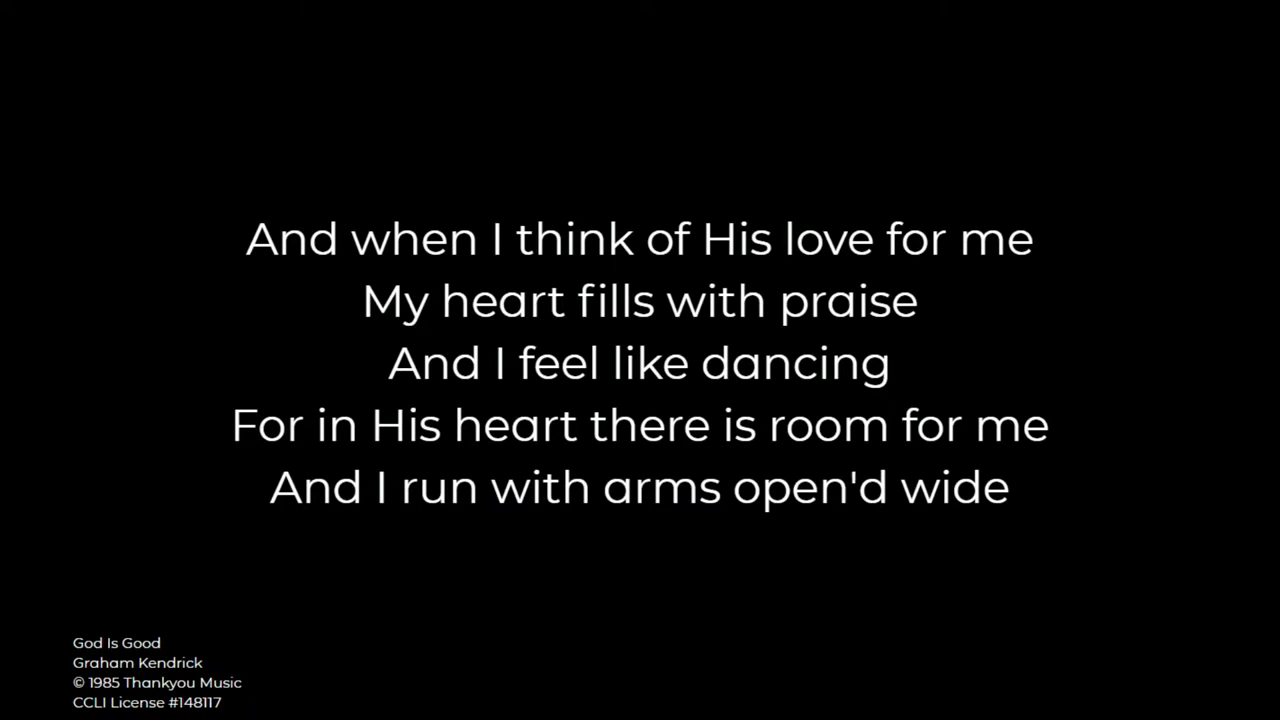 And when I think of His love for me
My heart fills with praise
And I feel like dancing
For in His heart there is room for me
And I run with arms open'd wide
God Is Good
Graham Kendrick
© 1985 Thankyou Music
CCLI License #148117